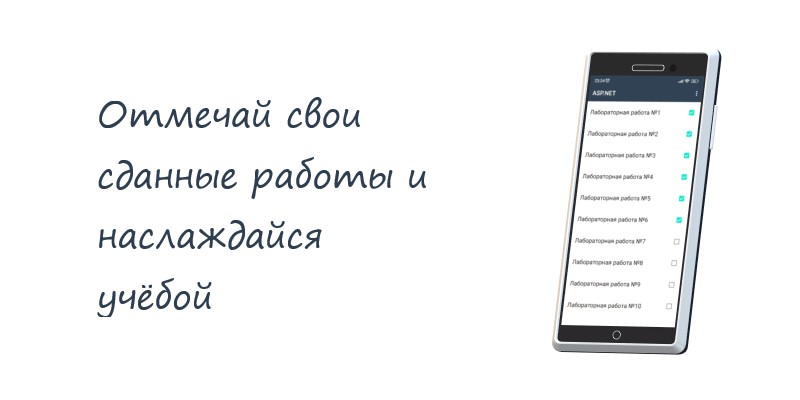 Отмечай свои
сданные работы и
наслаждайся
учёбой
ASP.NET
Лабораторная работа №1
Лабораторная работа №2
Лабораторная работа №3
Лабораторная работа №4
Лабораторная работа №5
Лабораторная работа №6
Лабораторная работа №7
Лабораторная работа №8
Лабораторная работа №9
Лабораторная работа №10